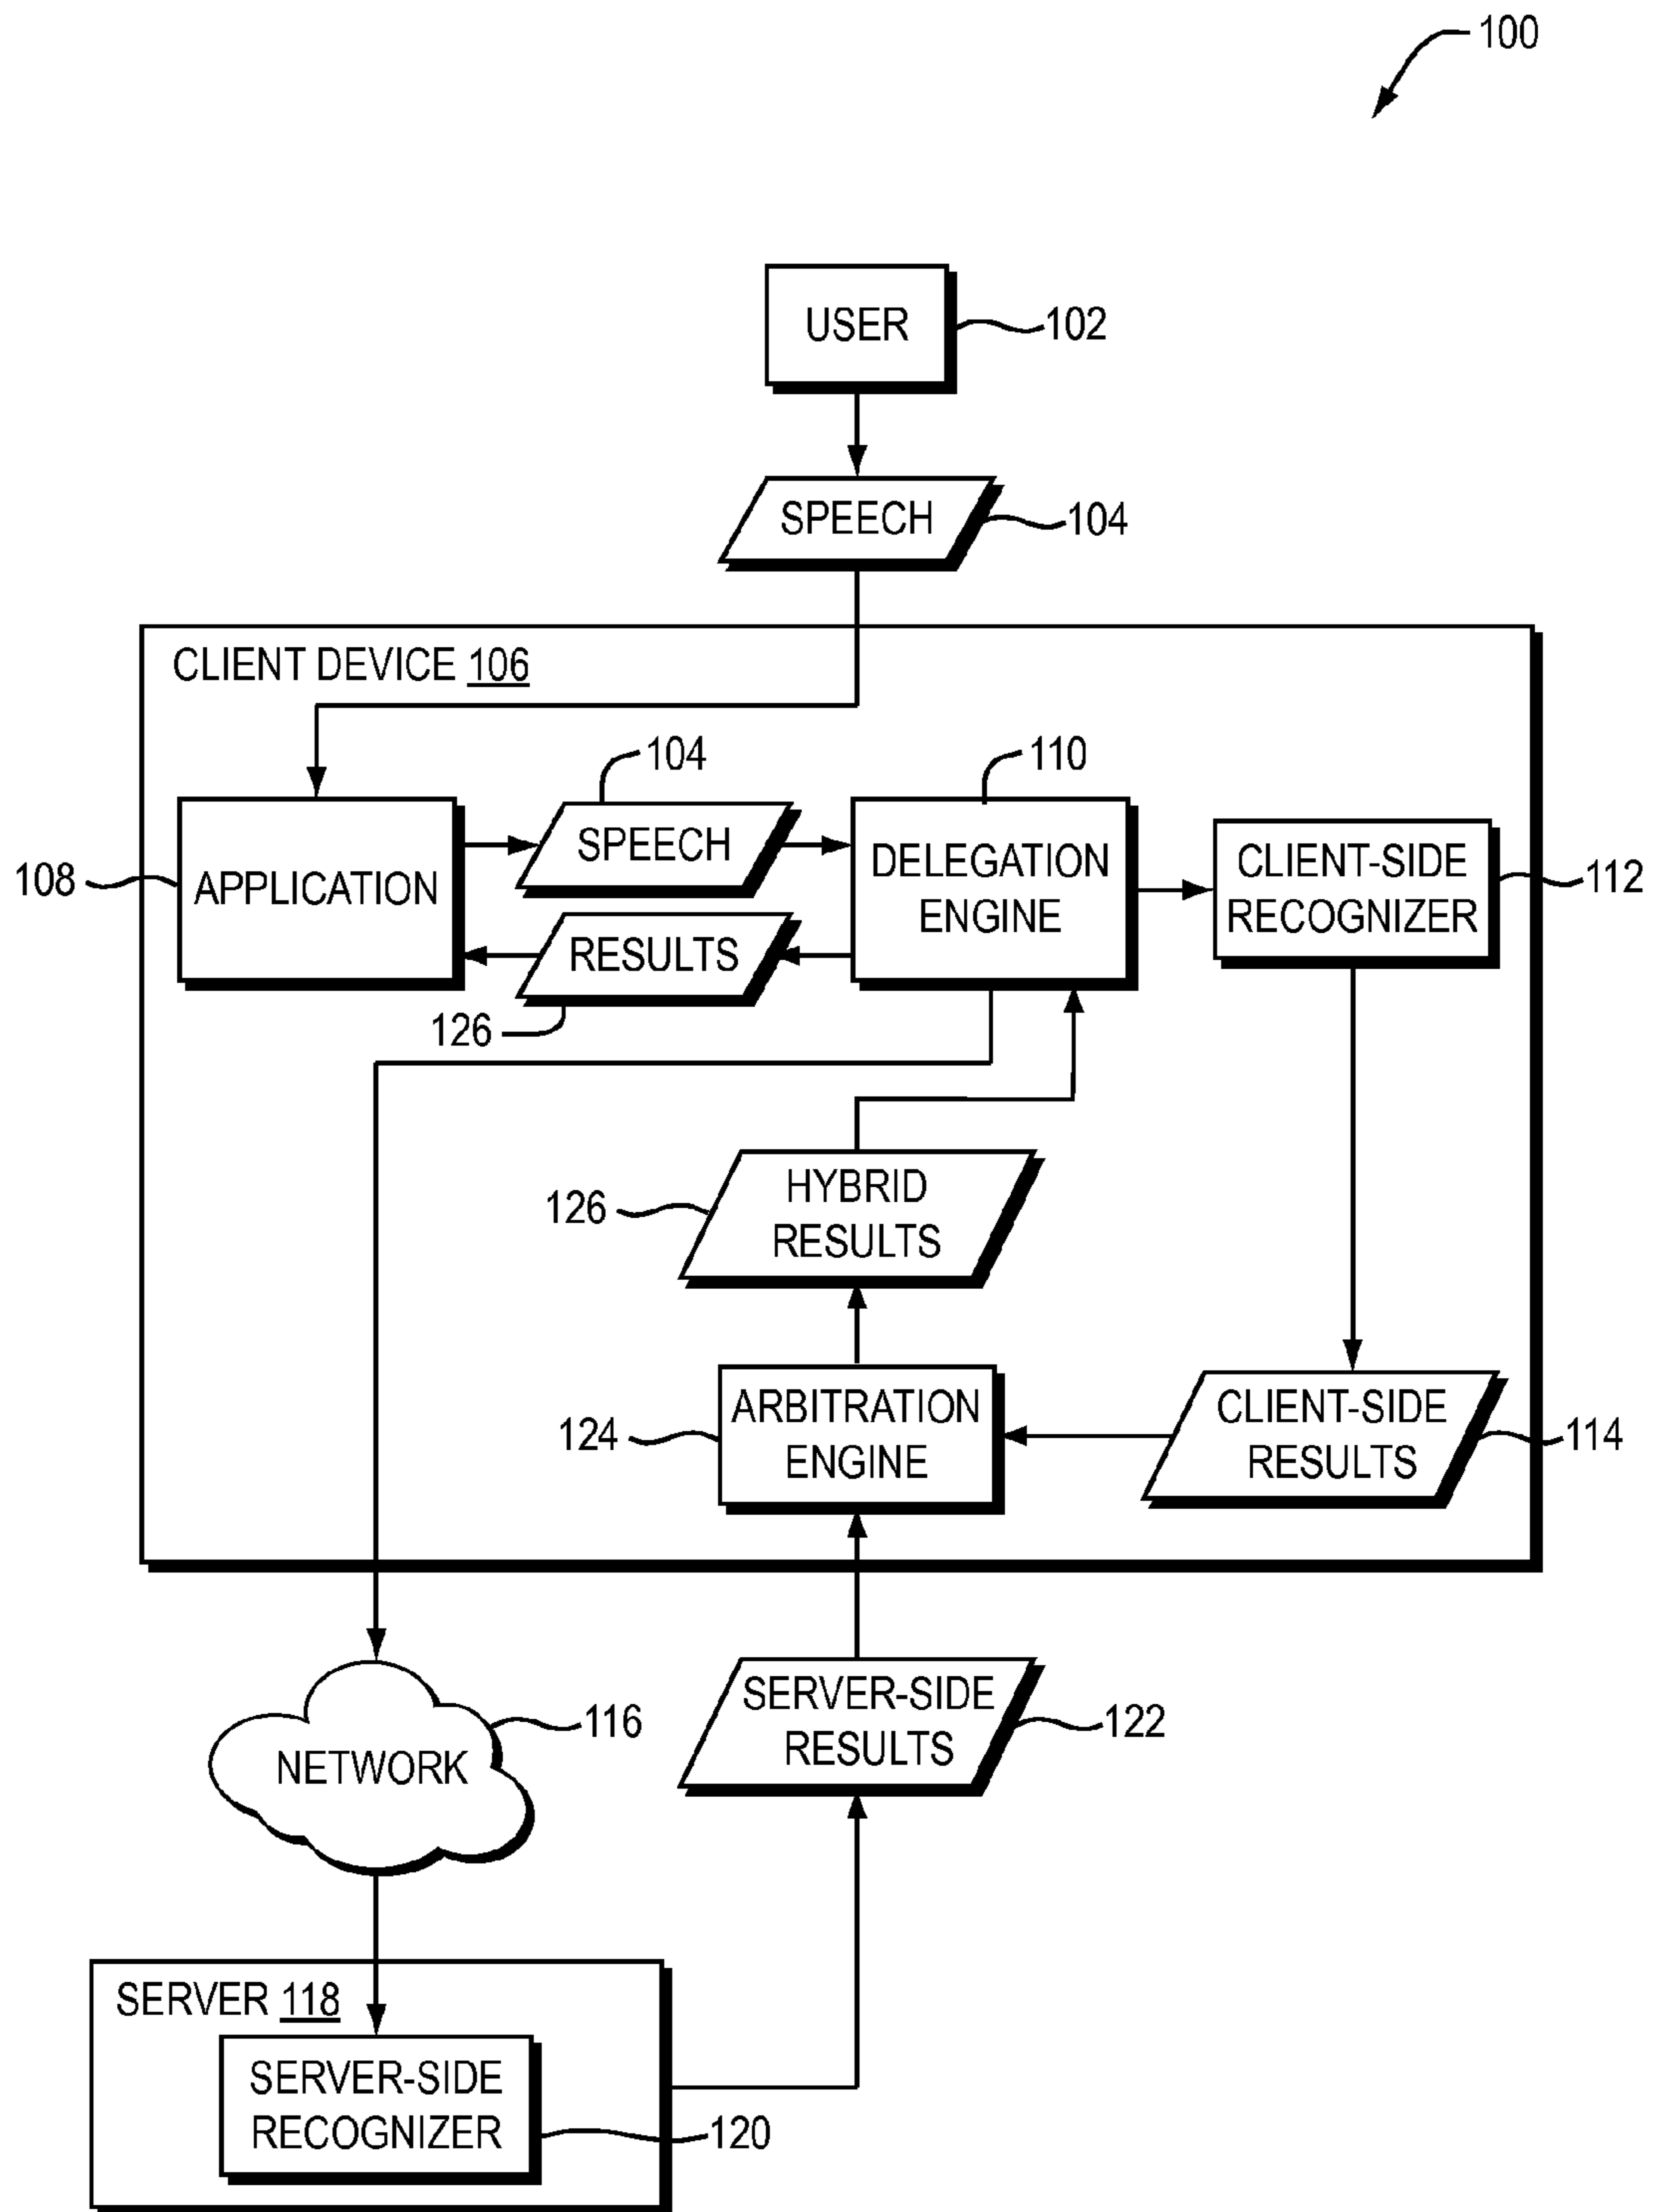 100
USER
102
SPEECH
104
CLIENT DEVICE 106
104
110
SPEECH
DELEGATION
ENGINE
CLIENT-SIDE
RECOGNIZER
112
108
APPLICATION
RESULTS
126
HYBRID
RESULTS
126
ARBITRATION
ENGINE
124
CLIENT-SIDE
RESULTS
114
SERVER-SIDE
RESULTS
122
116
NETWORK
SERVER 118
SERVER-SIDE
RECOGNIZER
120